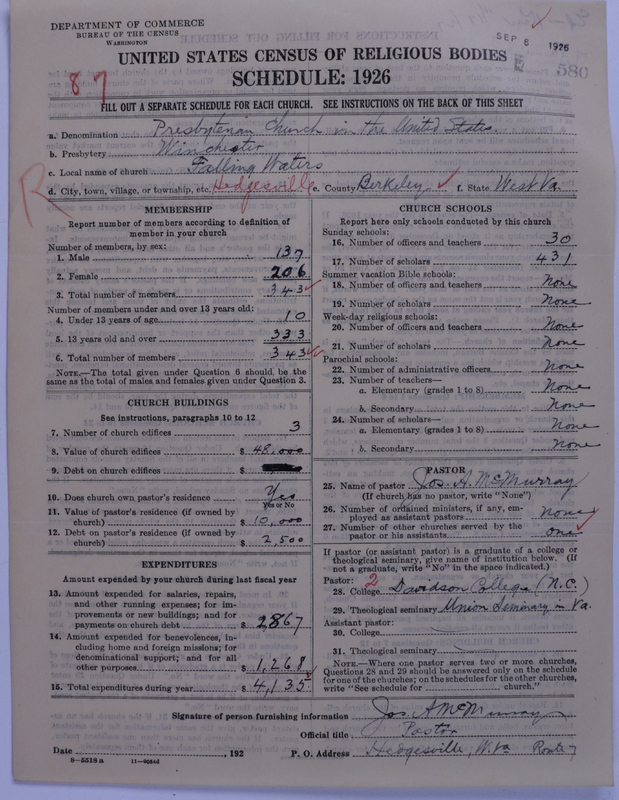 DEPARTMENT OF COMMERCE
BUREAU OF THE CENSUS
WASHINGTON
SEP 8 1926
580
UNITED STATES CENSUS OF RELIGIOUS BODIES
SCHEDULE: 1926
87
FILL OUT A SEPARATE SCHEDULE FOR EACH CHURCH. SEE INSTRUCTIONS ON THE BACK OF THIS SHEET
a. Denomination Presbyterian Church in the United States
b. Presbytery Winchester
c. Local name of church Falling Waters
R
d. City, town, village, or township, etc. Hedgesville e. County Berkeley f. State West Va.
MEMBERSHIP
Report number of members according to definition of
member in your church
Number of members, by sex:
1. Male 137
2. Female 206
3. Total number of members 343
Number of members under and over 13 years old:
4. Under 13 years of age 10
5. 13 years old and over 333
6. Total number of members 343
NOTE.—The total given under Question 6 should be the
same as the total of males and females given under Question 3.
CHURCH BUILDINGS
See instructions, paragraphs 10 to 12
7. Number of church edifices 3
8. Value of church edifices $ 48,000
9. Debt on church edifices $
10. Does church own pastor's residence Yes
Yes or No
11. Value of pastor's residence (if owned by
church) $ 10,000
12. Debt on pastor's residence (if owned by
church) $ 2,500
EXPENDITURES
Amount expended by your church during last fiscal year
13. Amount expended for salaries, repairs,
and other running expenses; for im-
provements or new buildings; and for
payments on church debt $ 2,867
14. Amount expended for benevolences, in-
cluding home and foreign missions; for
denominational support; and for all
other purposes $ 1,268
15. Total expenditures during year $ 4,135
CHURCH SCHOOLS
Report here only schools conducted by this church
Sunday schools:
16. Number of officers and teachers 30
17. Number of scholars 431
Summer vacation Bible schools:
18. Number of officers and teachers None
19. Number of scholars None
Week-day religious schools:
20. Number of officers and teachers None
21. Number of scholars None
Parochial schools:
22. Number of administrative officers None
23. Number of teachers—
a. Elementary (grades 1 to 8) None
b. Secondary None
24. Number of scholars—
a. Elementary (grades 1 to 8) None
b. Secondary None
PASTOR
25. Name of pastor Jos. A. McMurray
(If church has no pastor, write "None")
26. Number of ordained ministers, if any, em-
ployed as assistant pastors None
27. Number of other churches served by the
pastor or his assistants one
If pastor (or assistant pastor) is a graduate of a college or
theological seminary, give name of institution below. (If
not a graduate, write "No" in the space indicated.)
Pastor: 2
28. College Davidson College (N.C.)
29. Theological seminary Union Seminary in Va.
Assistant pastor:
30. College
31. Theological seminary
NOTE.—Where one pastor serves two or more churches,
Questions 28 and 29 should be answered only on the schedule
for one of the churches; on the schedules for the other churches,
write "See schedule for church."
Signature of person furnishing information Jos A McMurray
Official title Pastor
Date , 192 P. O. Address Hedgesville, W. Va Route 7
8—5518 a